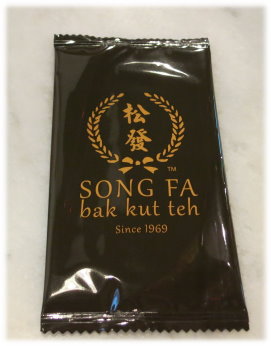 松
發
TM
SONG FA
bak kut teh
Since 1969